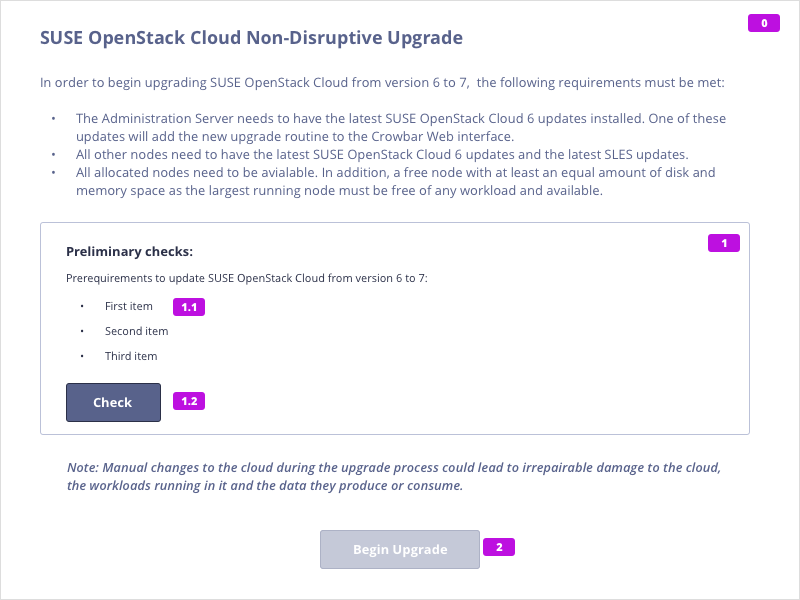 0
SUSE OpenStack Cloud Non-Disruptive Upgrade
In order to begin upgrading SUSE OpenStack Cloud from version 6 to 7,  the following requirements must be met:
• The Administration Server needs to have the latest SUSE OpenStack Cloud 6 updates installed. One of these
updates will add the new upgrade routine to the Crowbar Web interface.
• All other nodes need to have the latest SUSE OpenStack Cloud 6 updates and the latest SLES updates.
• All allocated nodes need to be avialable. In addition, a free node with at least an equal amount of disk and
memory space as the largest running node must be free of any workload and available.
1
Preliminary checks:
Prerequirements to update SUSE OpenStack Cloud from version 6 to 7:
• First item 1.1
• Second item
• Third item
Check 1.2
Note: Manual changes to the cloud during the upgrade process could lead to irrepairable damage to the cloud,
the workloads running in it and the data they produce or consume.
Begin Upgrade 2